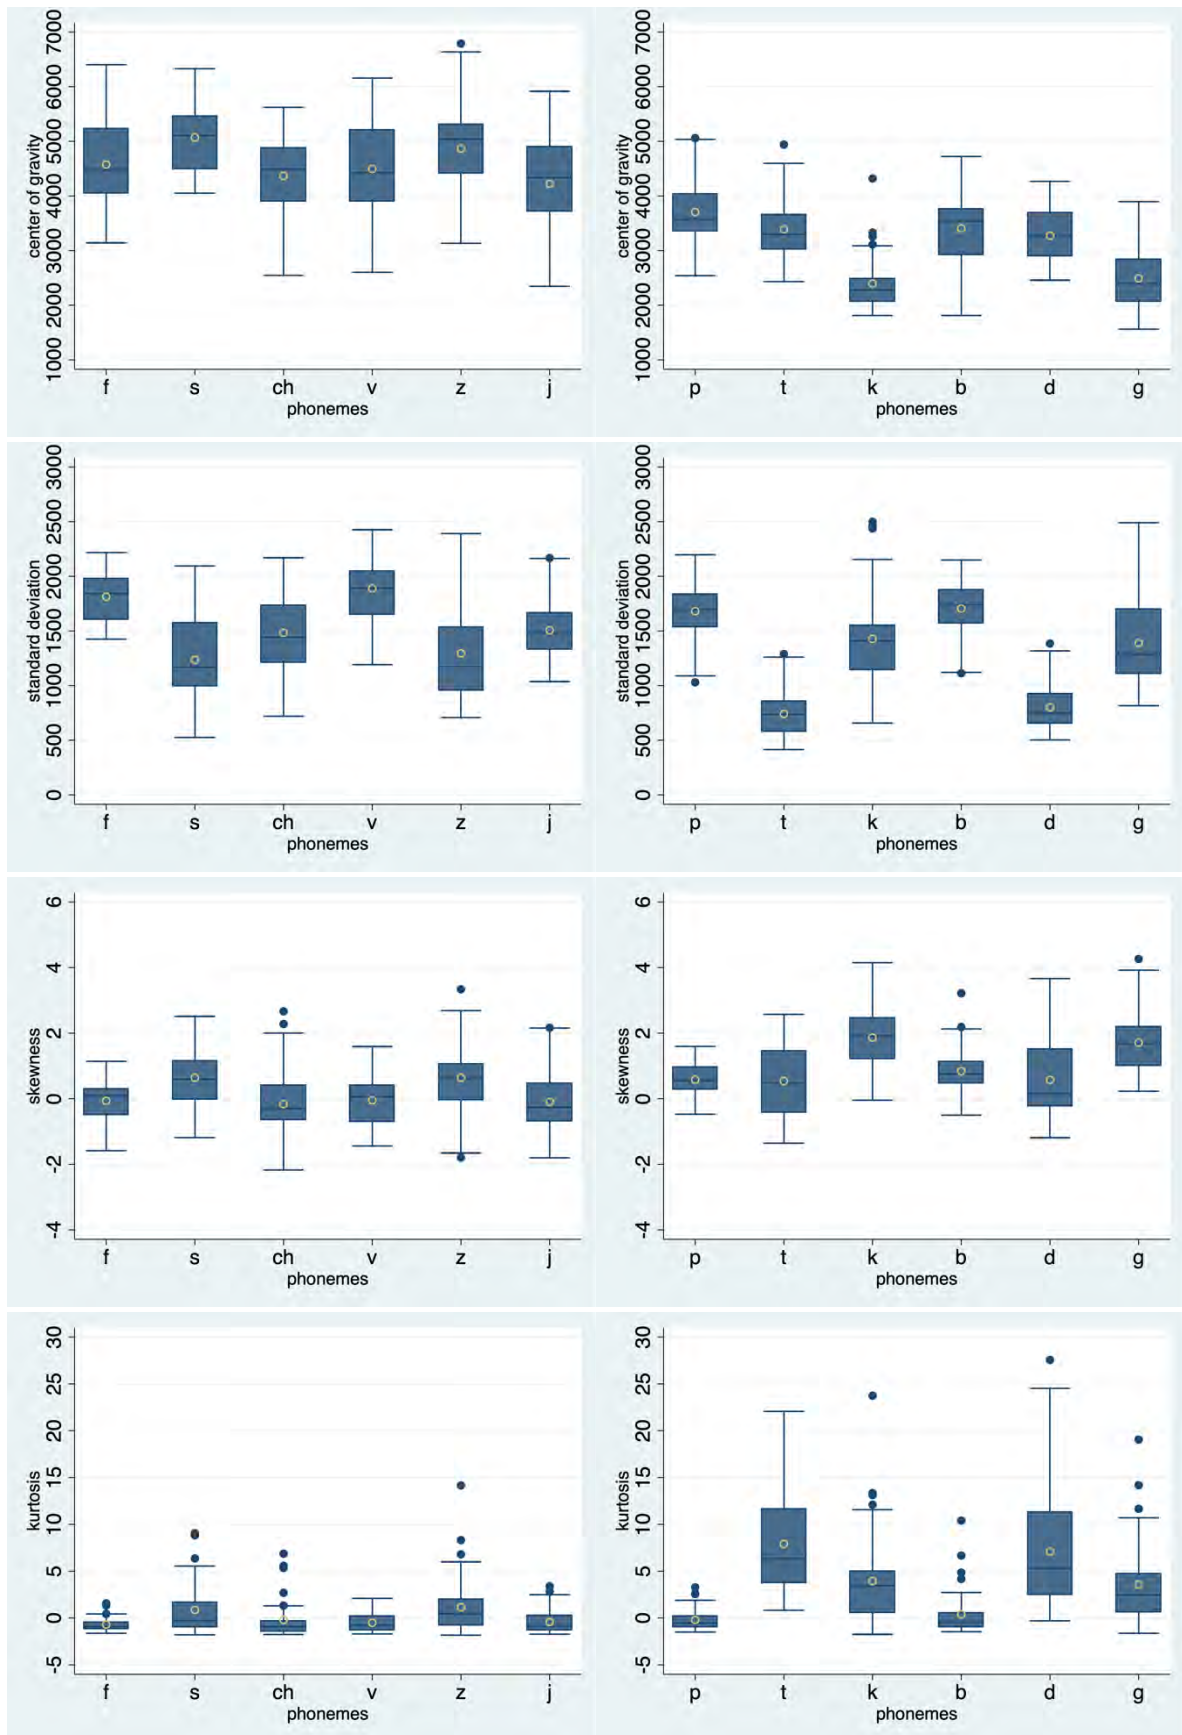 center of gravity
7000
6000
5000
4000
3000
2000
1000
f s ch v z j
phonemes
center of gravity
7000
6000
5000
4000
3000
2000
1000
p t k b d g
phonemes
standard deviation
3000
2500
2000
1500
1000
500
0
f s ch v z j
phonemes
standard deviation
3000
2500
2000
1500
1000
500
0
p t k b d g
phonemes
skewness
6
4
2
0
-2
-4
f s ch v z j
phonemes
skewness
6
4
2
0
-2
-4
p t k b d g
phonemes
kurtosis
30
25
20
15
10
5
0
-5
f s ch v z j
phonemes
kurtosis
30
25
20
15
10
5
0
-5
p t k b d g
phonemes